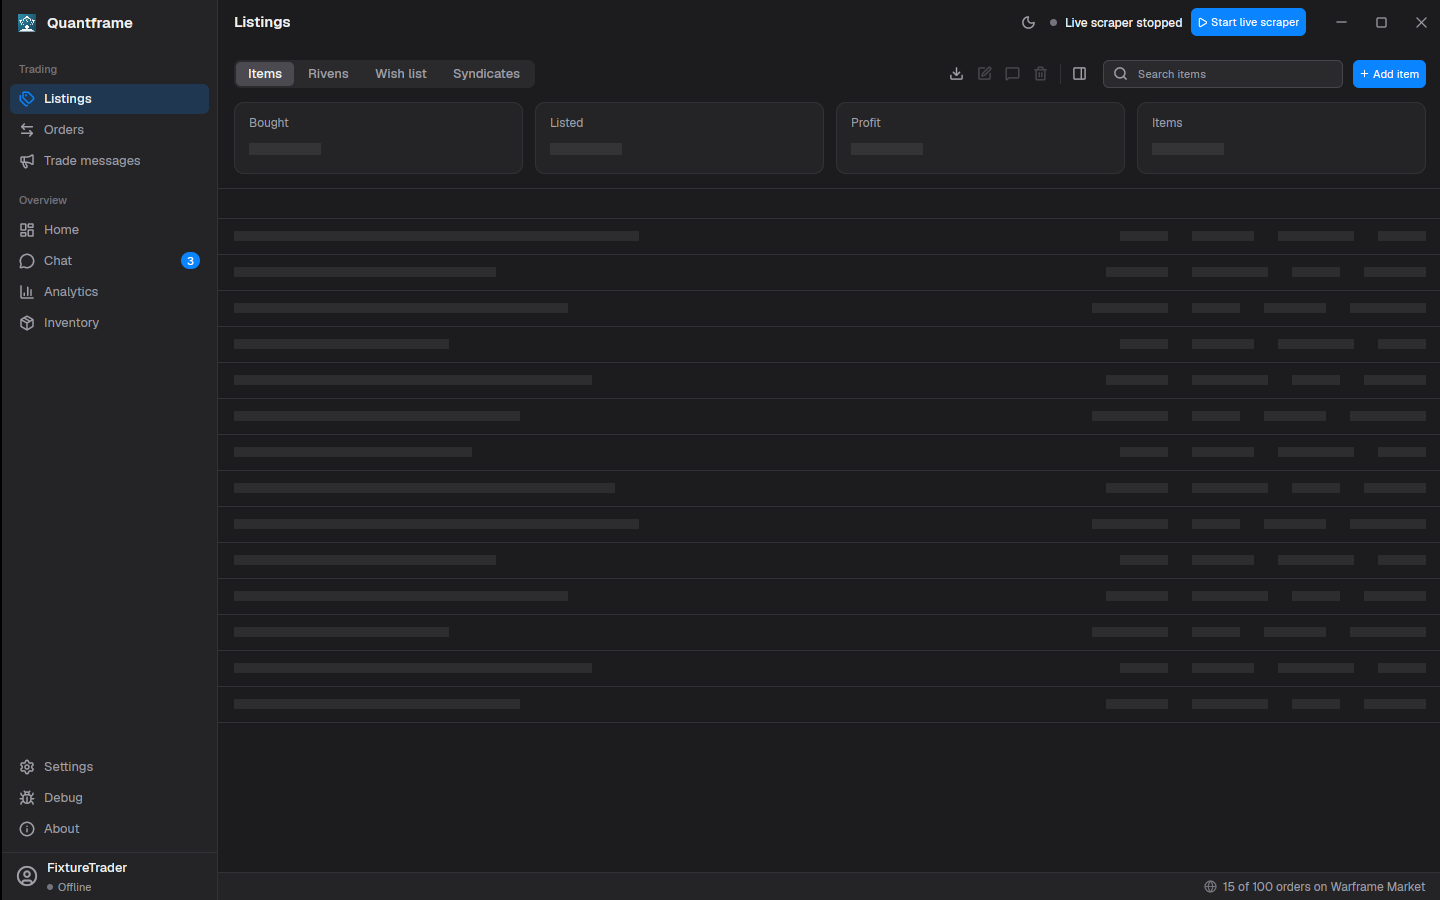 Quantframe
Listings
Live scraper stopped
Start live scraper
Trading
Listings
Orders
Trade messages
Overview
Home
Chat
3
Analytics
Inventory
Items
Rivens
Wish list
Syndicates
Search items
+ Add item
Bought
Listed
Profit
Items
Settings
Debug
About
FixtureTrader
Offline
15 of 100 orders on Warframe Market